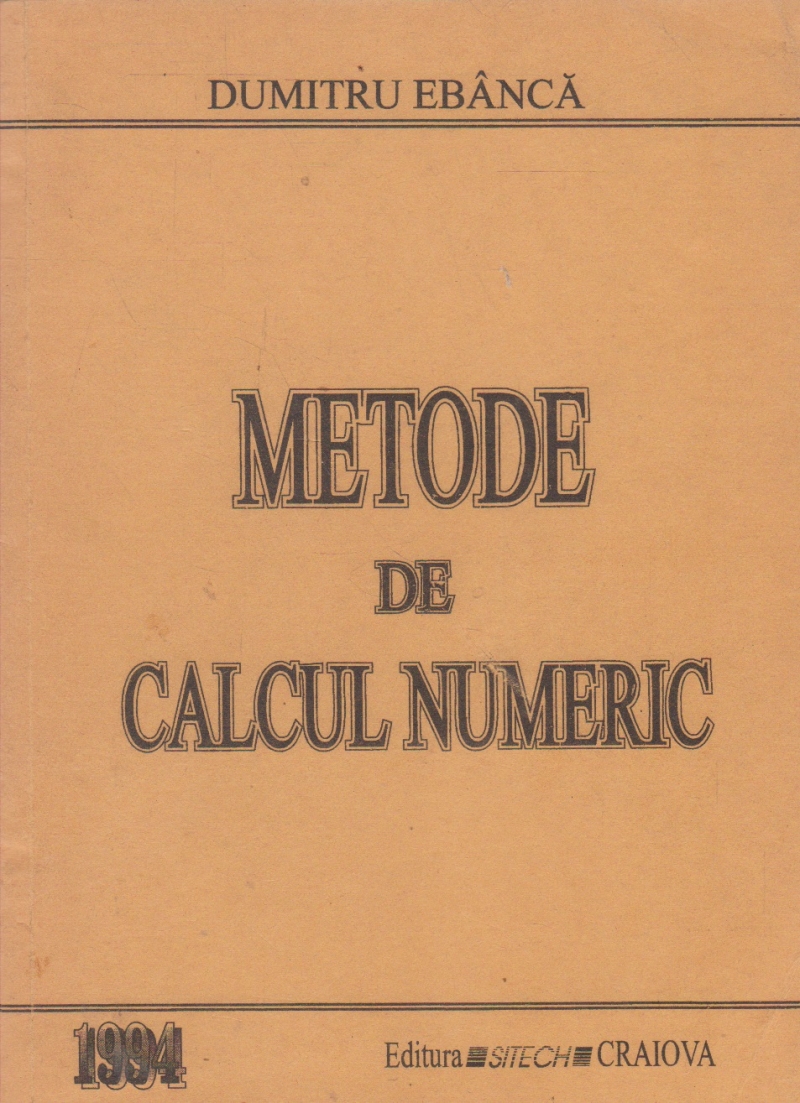 DUMITRU EBÂNCĂ
METODE
DE
CALCUL NUMERIC
1994
Editura SITECH CRAIOVA